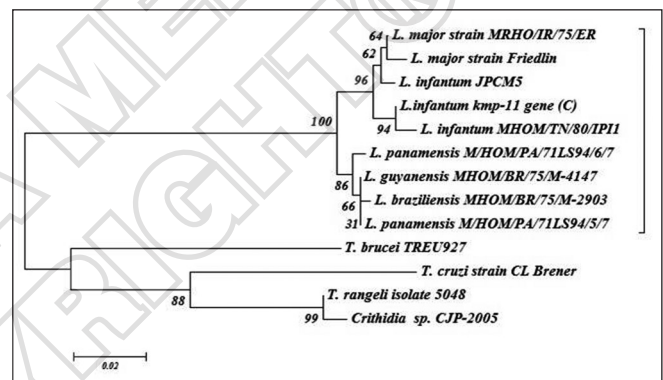 64 L. major strain MRHO/IR/75/ER
62 L. major strain Friedlin
96 L. infantum JPCM5
L.infantum kmp-11 gene (C)
100
94 L. infantum MHOM/TN/80/IPI1
L. panamensis M/HOM/PA/71LS94/6/7
L. guyanensis MHOM/BR/75/M-4147
86
L. braziliensis MHOM/BR/75/M-2903
66
31 L. panamensis M/HOM/PA/71LS94/5/7
T. brucei TREU927
T. cruzi strain CL Brener
88 T. rangeli isolate 5048
99 Crithidia sp. CJP-2005
0.02